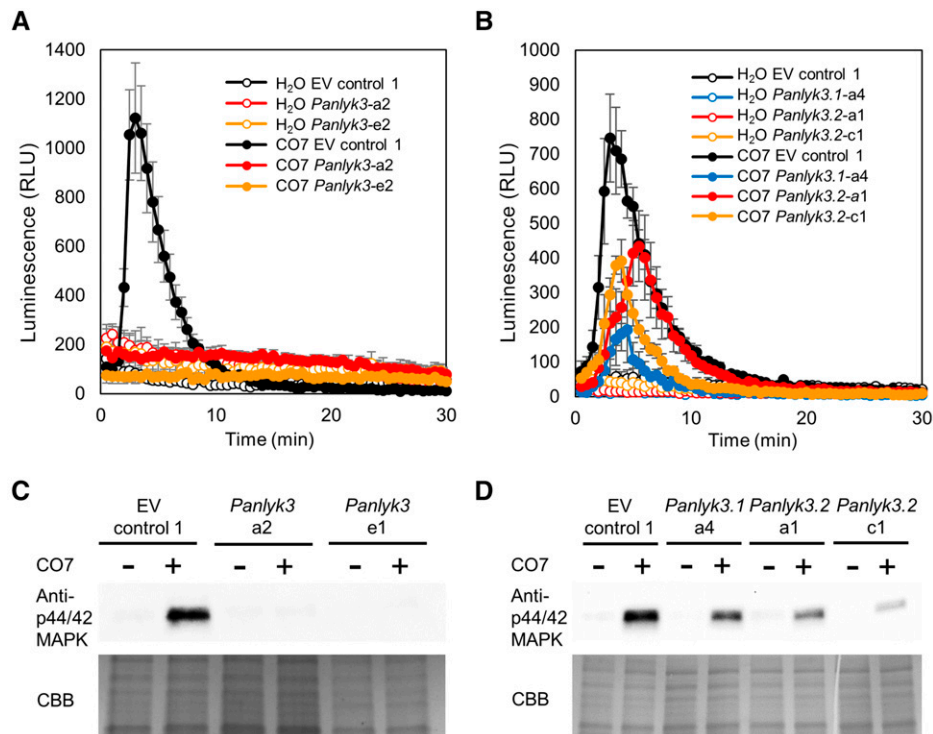 A
1400
1200
1000
800
600
400
200
0
Luminescence (RLU)
0 10 20 30
Time (min)
H₂O EV control 1
H₂O Panlyk3-a2
H₂O Panlyk3-e2
CO7 EV control 1
CO7 Panlyk3-a2
CO7 Panlyk3-e2
B
1000
900
800
700
600
500
400
300
200
100
0
Luminescence (RLU)
0 10 20 30
Time (min)
H₂O EV control 1
H₂O Panlyk3.1-a4
H₂O Panlyk3.2-a1
H₂O Panlyk3.2-c1
CO7 EV control 1
CO7 Panlyk3.1-a4
CO7 Panlyk3.2-a1
CO7 Panlyk3.2-c1
C
EV Panlyk3 Panlyk3
control 1 a2 e1
CO7 - + - + - +
Anti-
p44/42
MAPK
CBB
D
EV Panlyk3.1 Panlyk3.2 Panlyk3.2
control 1 a4 a1 c1
CO7 - + - + - + - +
Anti-
p44/42
MAPK
CBB